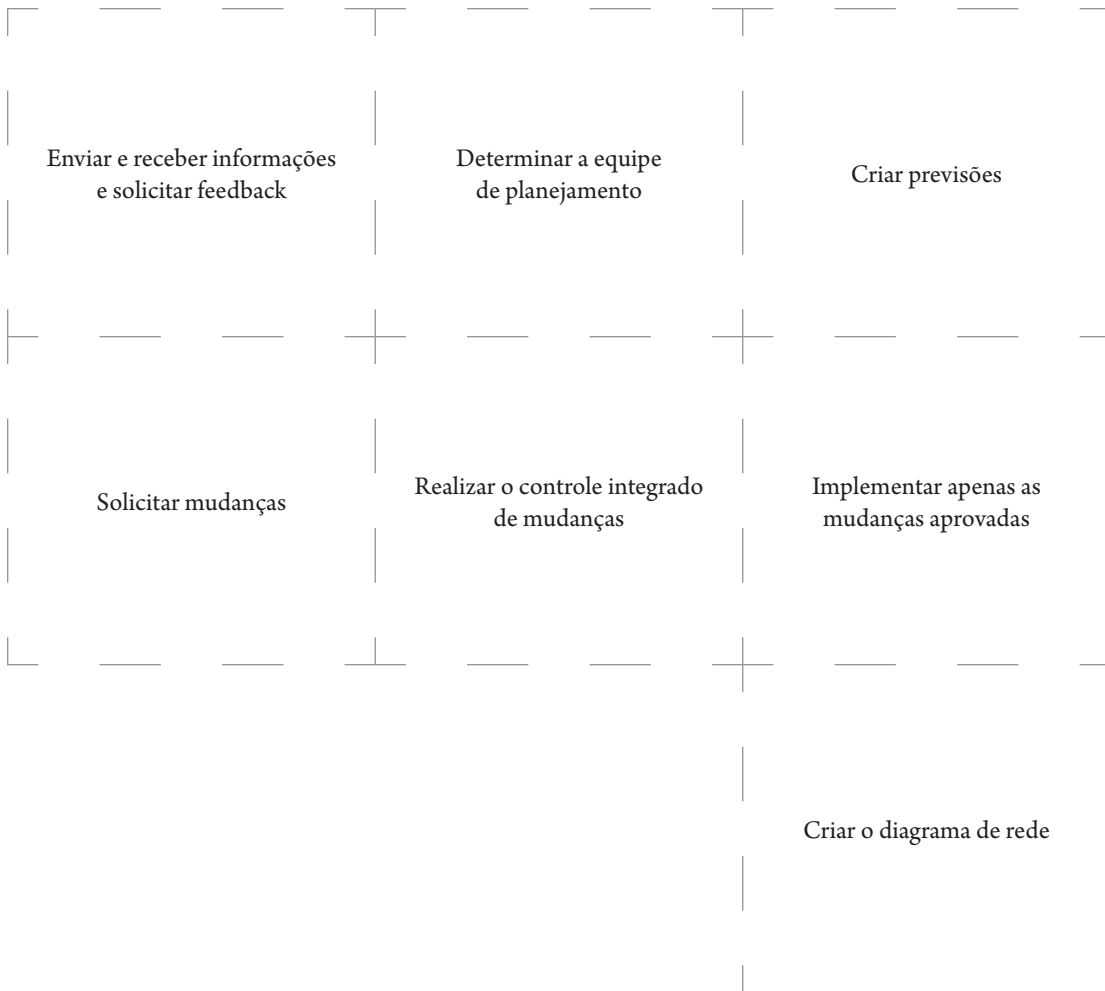 Enviar e receber informações
e solicitar feedback
Determinar a equipe
de planejamento
Criar previsões
Solicitar mudanças
Realizar o controle integrado
de mudanças
Implementar apenas as
mudanças aprovadas
Criar o diagrama de rede